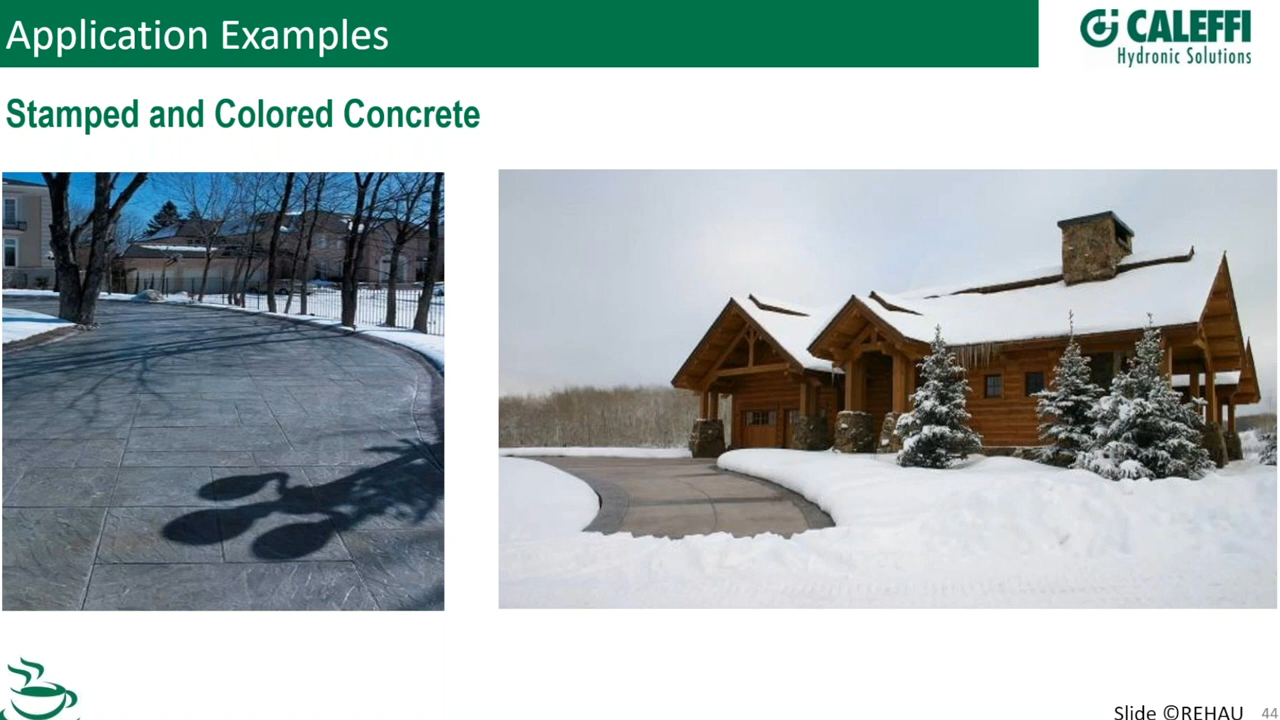 Application Examples
CALEFFI
Hydronic Solutions
Stamped and Colored Concrete
Slide ©REHAU 44